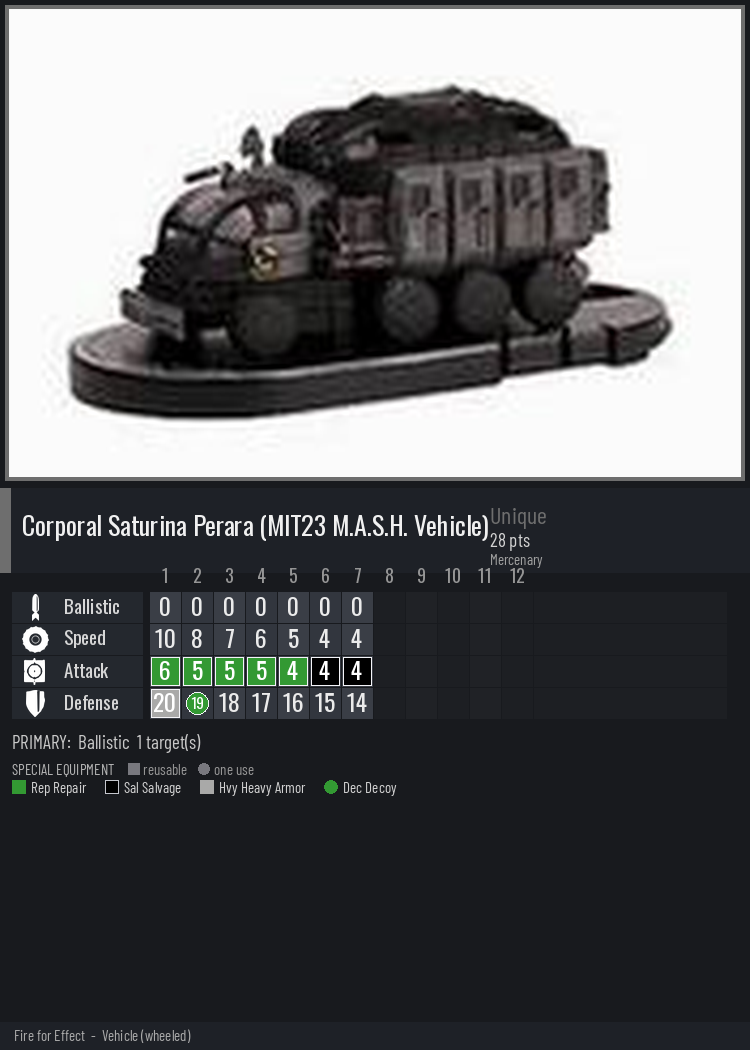 Corporal Saturina Perara (MIT23 M.A.S.H. Vehicle) Unique
28 pts
Mercenary
1 2 3 4 5 6 7 8 9 10 11 12
Ballistic 0 0 0 0 0 0 0
Speed 10 8 7 6 5 4 4
Attack 6 5 5 5 4 4 4
Defense 20 19 18 17 16 15 14
PRIMARY: Ballistic 1 target(s)
SPECIAL EQUIPMENT reusable one use
Rep Repair Sal Salvage Hvy Heavy Armor Dec Decoy
Fire for Effect - Vehicle (wheeled)